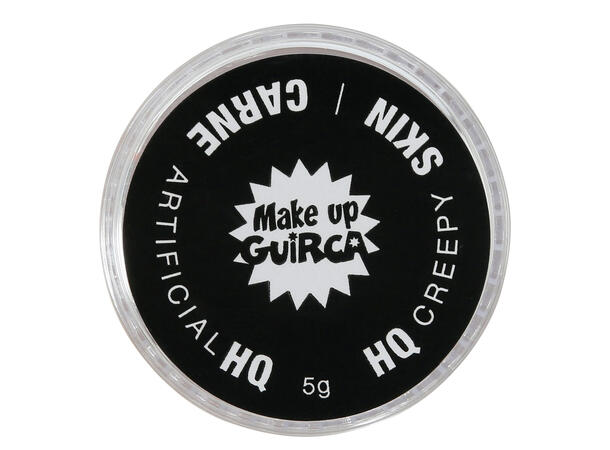 CARNE
ARTIFICIAL
HQ
5g
HQ
CREEPY
SKIN |
Make up
GUiRCA